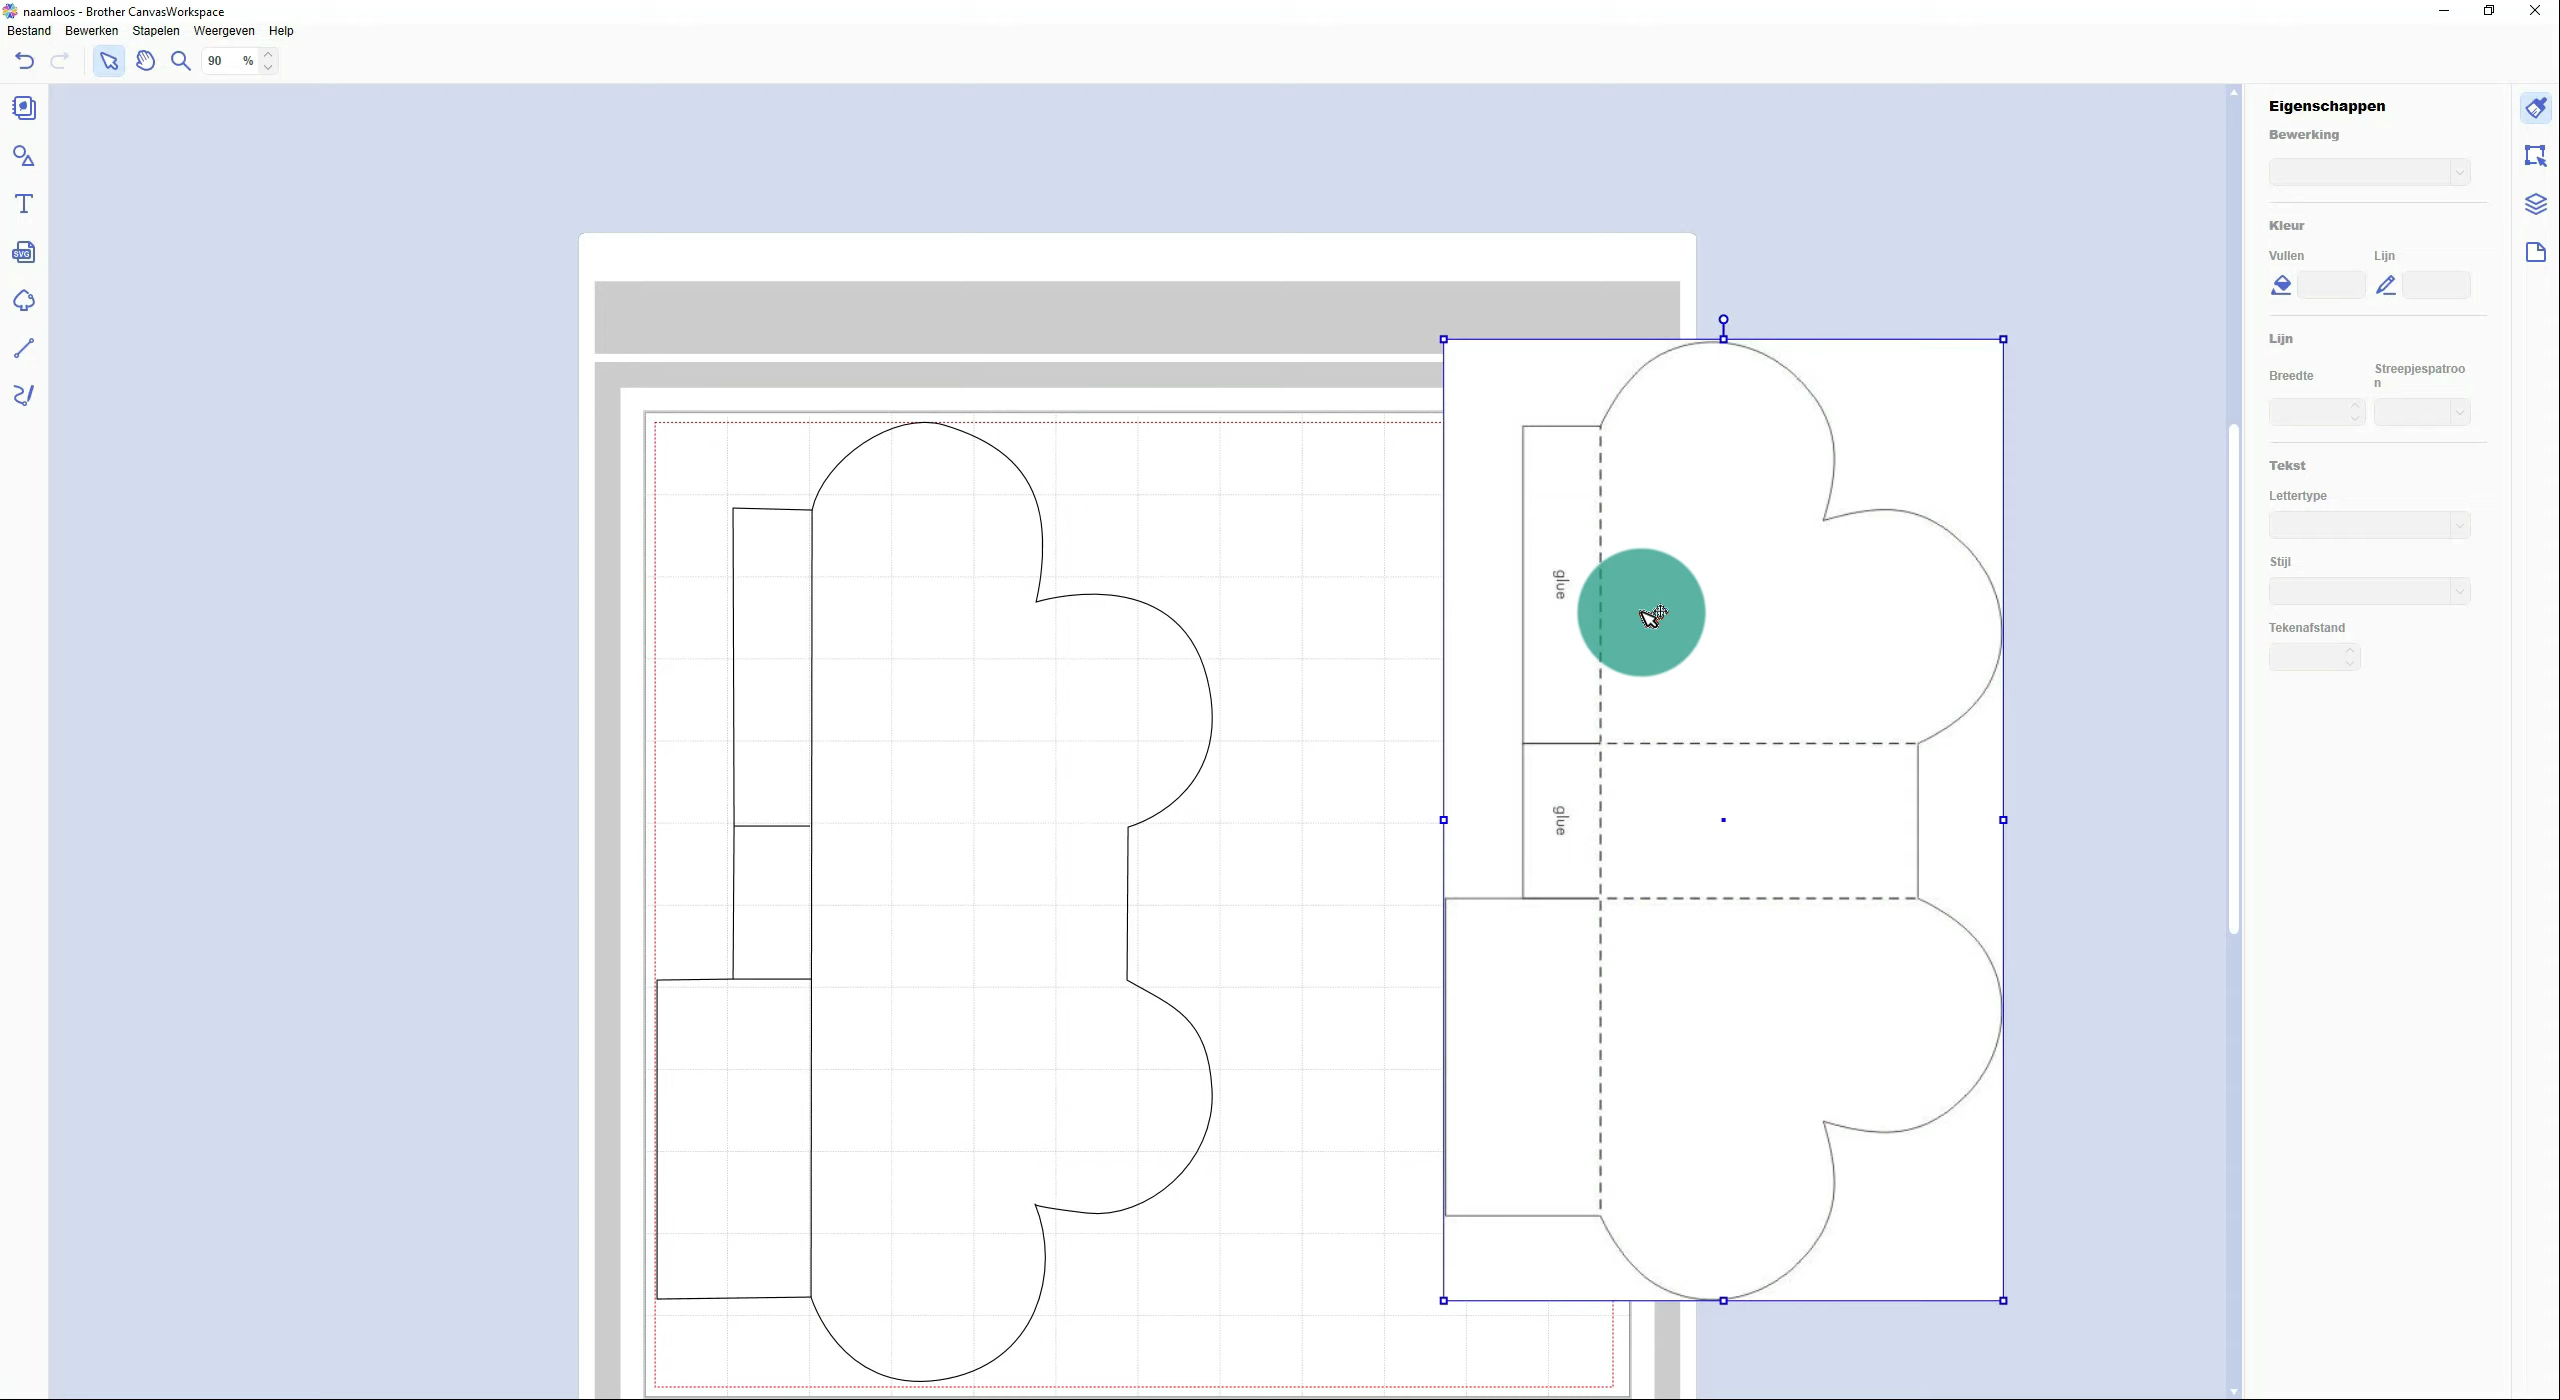 naamloos - Brother CanvasWorkspace
Bestand Bewerken Stapelen Weergeven Help
90 %
SVG
Eigenschappen
Bewerking
Kleur
Vullen Lijn
Lijn
Breedte Streepjespatroo
n
Tekst
Lettertype
Stijl
Tekenafstand
glue
glue